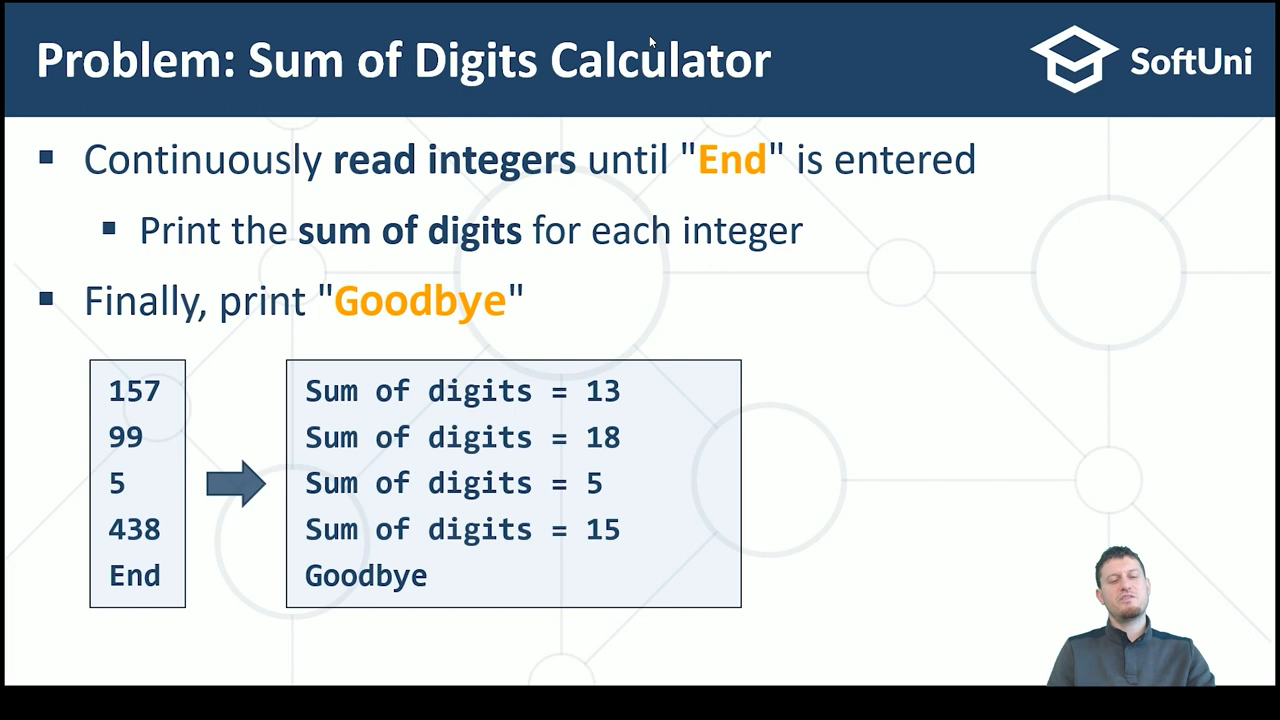 Problem: Sum of Digits Calculator
SoftUni
Continuously read integers until "End" is entered
Print the sum of digits for each integer
Finally, print "Goodbye"
157
99
5
438
End
Sum of digits = 13
Sum of digits = 18
Sum of digits = 5
Sum of digits = 15
Goodbye